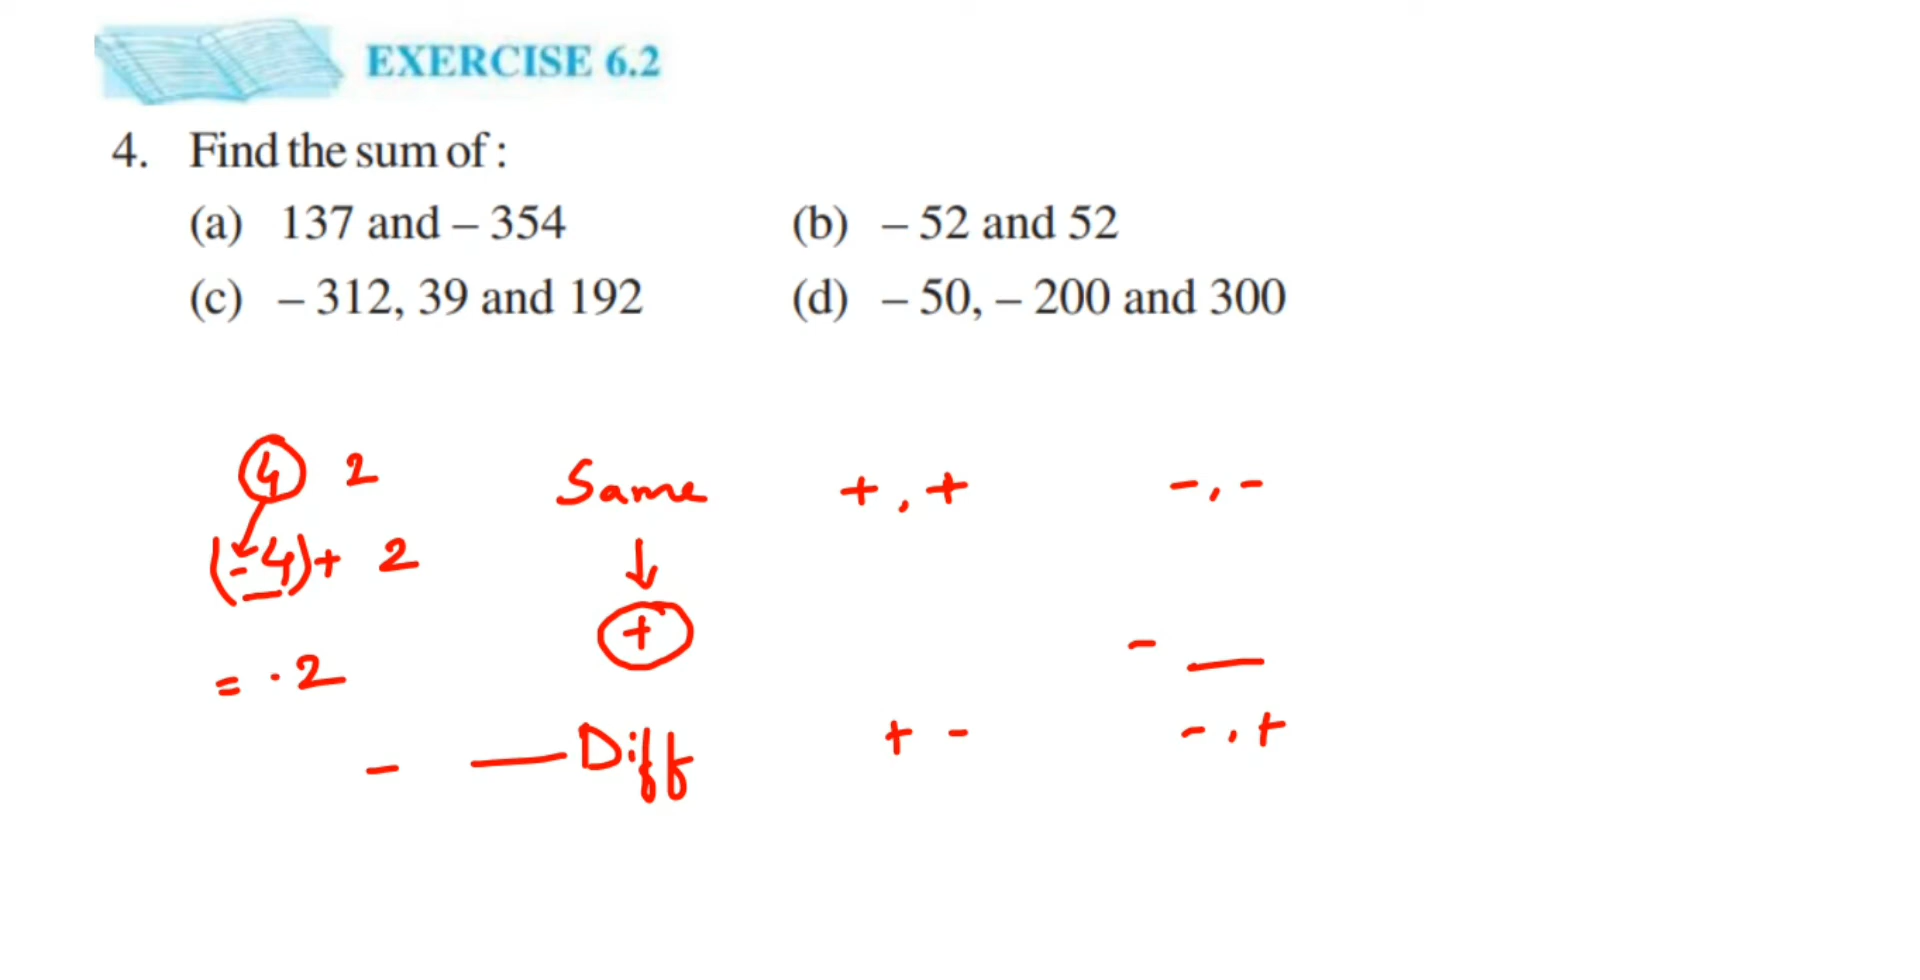 EXERCISE 6.2
4. Find the sum of :
(a) 137 and – 354 (b) – 52 and 52
(c) – 312, 39 and 192 (d) – 50, – 200 and 300
4 2 Same +, + -, -
(-4)+ 2
+
= -2 - —
- — Diff + - -, +